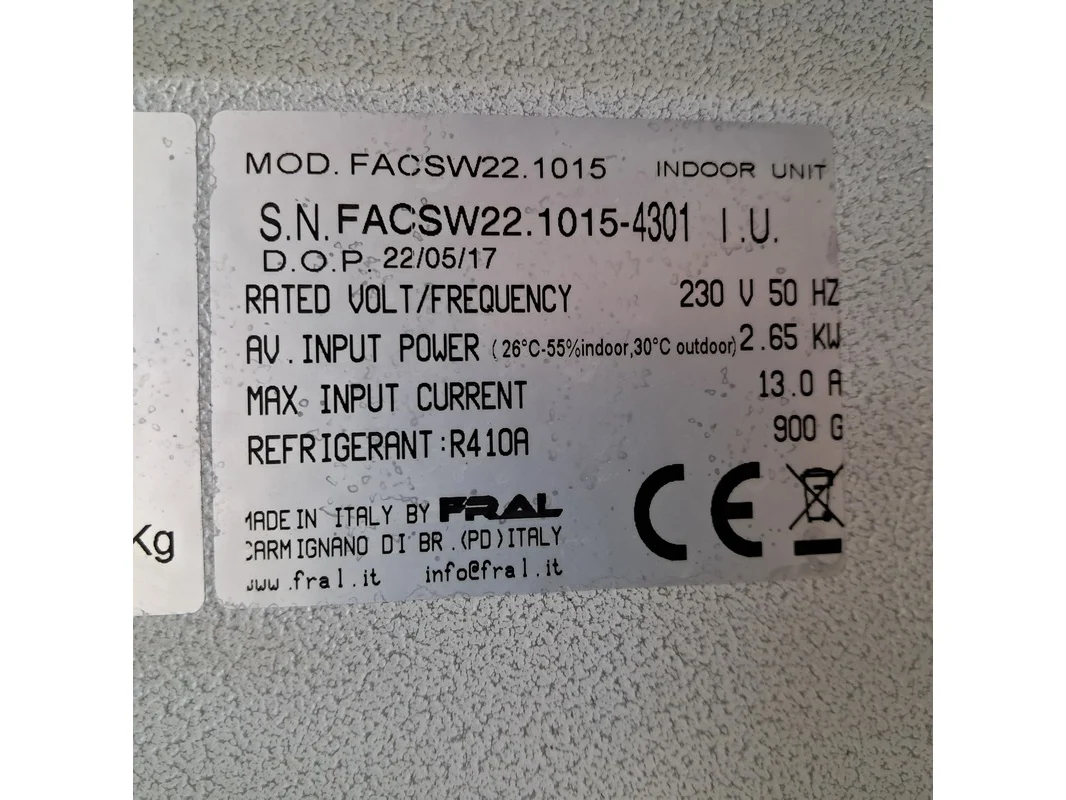 MOD. FACSW22.1015 INDOOR UNIT
S.N. FACSW22.1015-4301 I.U.
D.O.P. 22/05/17
RATED VOLT/FREQUENCY 230 V 50 HZ
AV. INPUT POWER (26°C-55%indoor,30°C outdoor) 2.65 KW
MAX INPUT CURRENT 13.0 A
REFRIGERANT:R410A 900 G
MADE IN ITALY BY FRAL
CARMIGNANO DI BR.(PD)ITALY
www.fral.it info@fral.it
CE
Kg